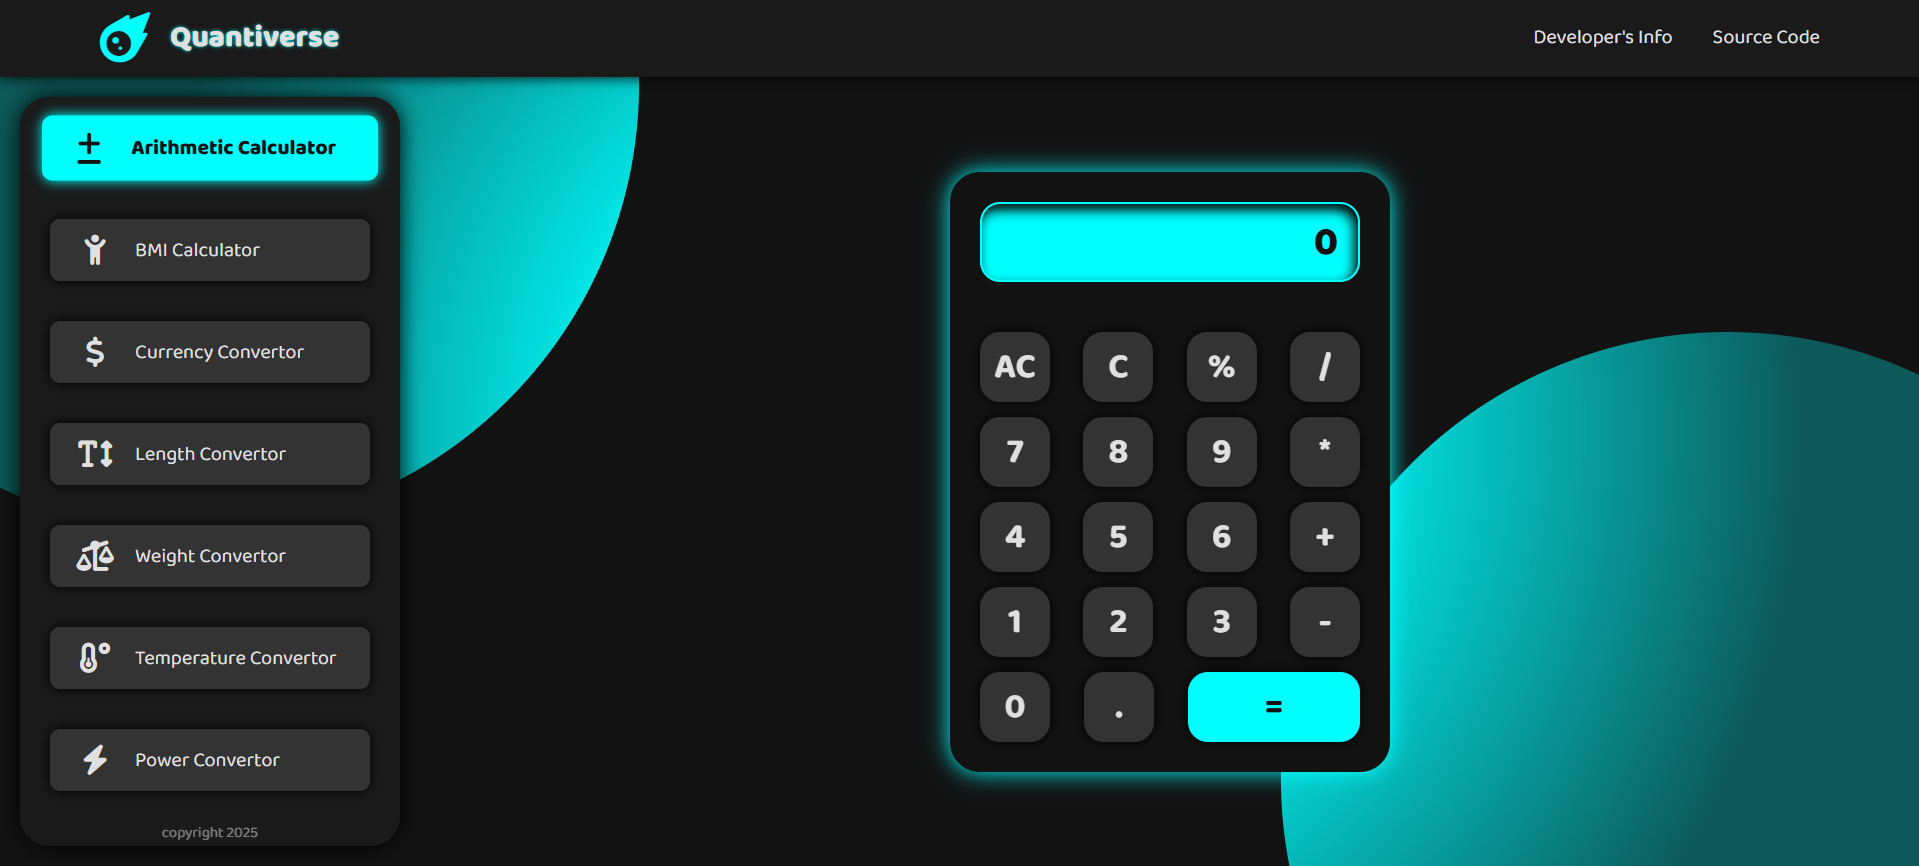 Quantiverse
Developer's Info
Source Code
Arithmetic Calculator
BMI Calculator
Currency Convertor
Length Convertor
Weight Convertor
Temperature Convertor
Power Convertor
copyright 2025
0
AC C % /
7 8 9 *
4 5 6 +
1 2 3 -
0 . =